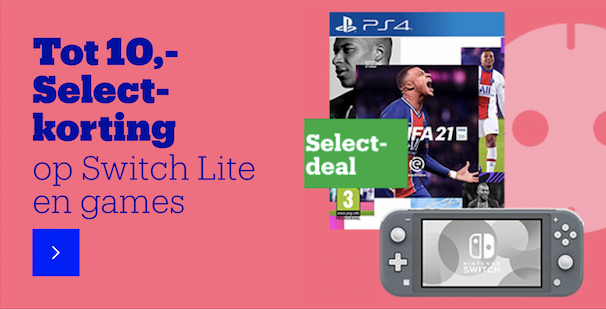 Tot 10,-
Select-
korting
op Switch Lite
en games
PS4
Select-
deal
FIFA 21
3
NINTENDO
SWITCH